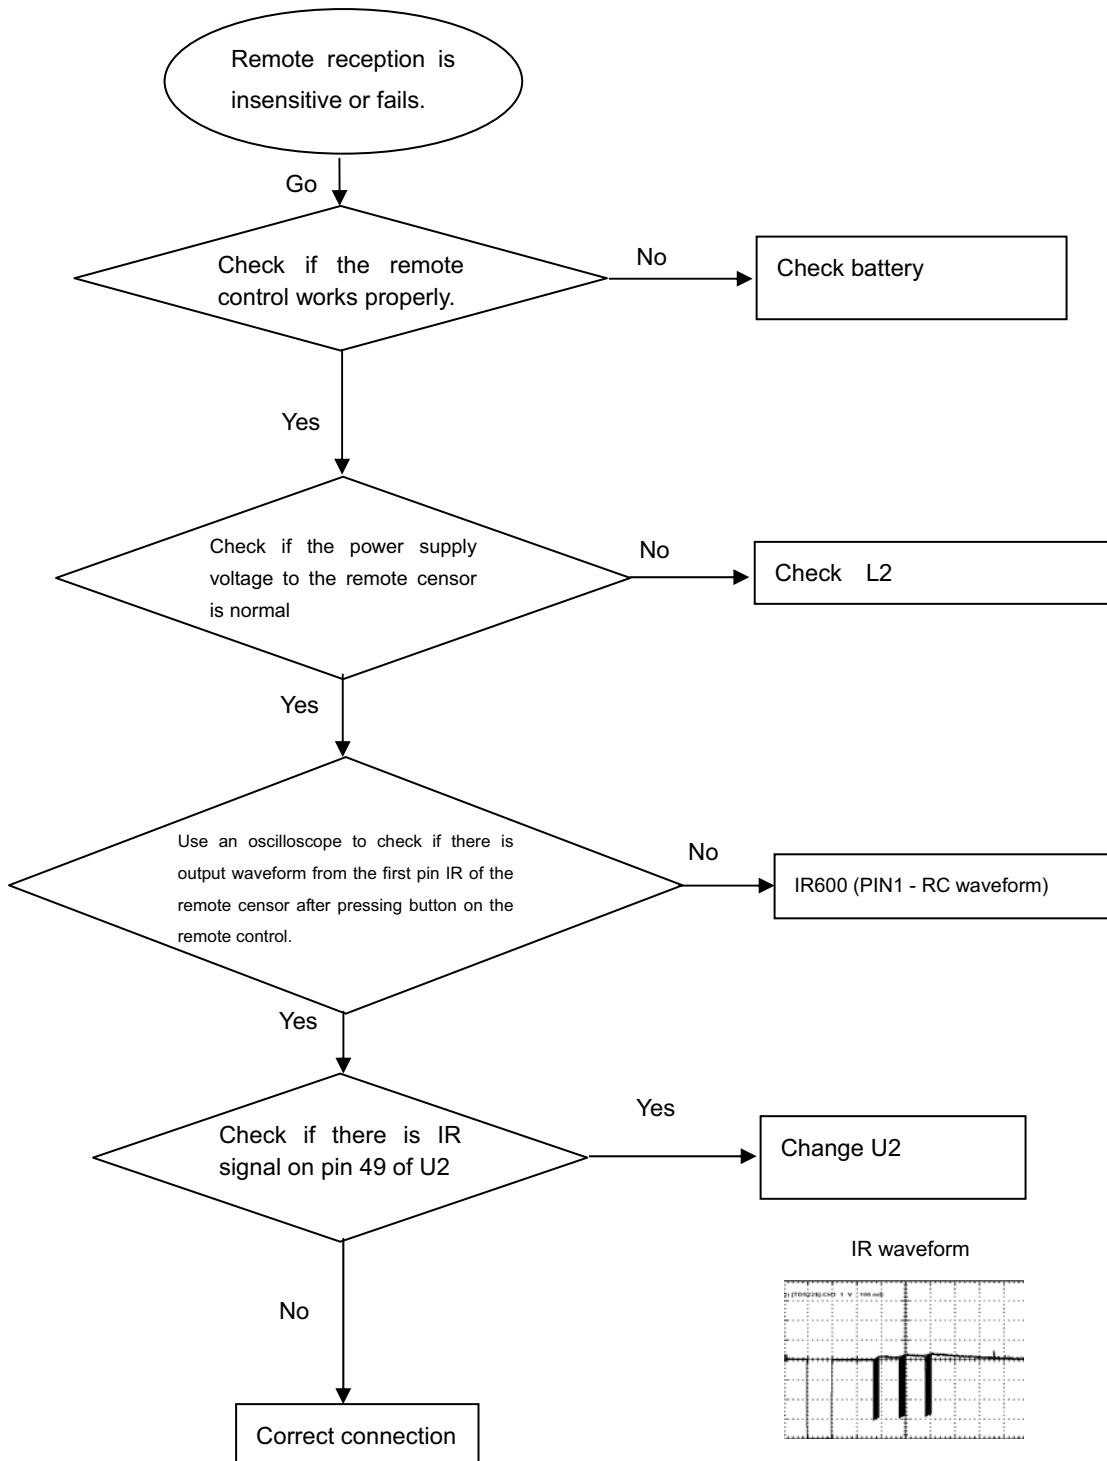 Remote reception is
insensitive or fails.
Go
Check if the remote
control works properly.
No
Check battery
Yes
Check if the power supply
voltage to the remote censor
is normal
No
Check L2
Yes
Use an oscilloscope to check if there is
output waveform from the first pin IR of the
remote censor after pressing button on the
remote control.
No
IR600 (PIN1 - RC waveform)
Yes
Check if there is IR
signal on pin 49 of U2
Yes
Change U2
IR waveform
No
Correct connection